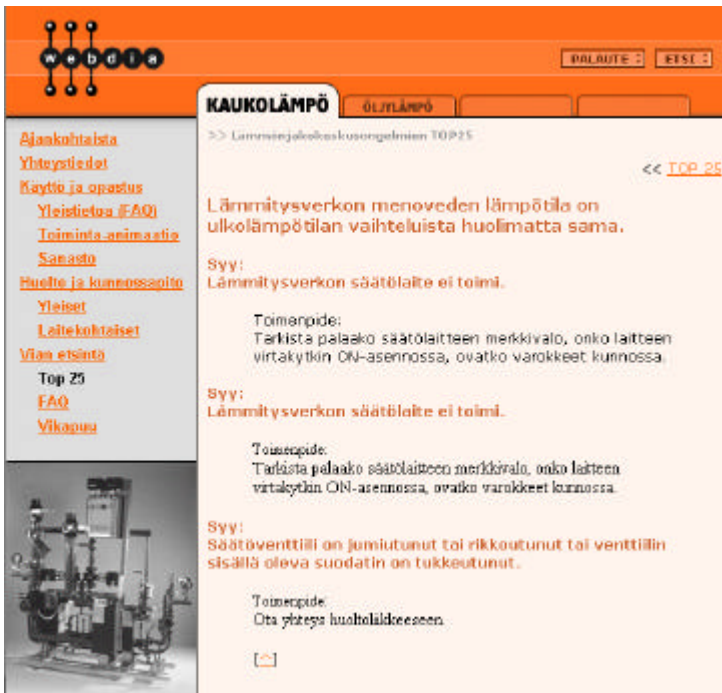 webdia
PALAUTE
ETSI
KAUKOLÄMPÖ
ÖLJYLÄMPÖ
>> Lämmönjakokeskusongelmien TOP25
<< TOP 25
Ajankohtaista
Yhteystiedot
Käyttö ja opastus
Yleistietoa (FAQ)
Toiminta-animaatio
Sanasto
Huolto ja kunnossapito
Yleiset
Laitekohtaiset
Vian etsintä
Top 25
FAQ
Vikapuu
Lämmitysverkon menoveden lämpötila on
ulkolämpötilan vaihteluista huolimatta sama.
Syy:
Lämmitysverkon säätölaite ei toimi.
Toimenpide:
Tarkista palaako säätölaitteen merkkivalo, onko laitteen
virtakytkin ON-asennossa, ovatko varokkeet kunnossa.
Syy:
Lämmitysverkon säätölaite ei toimi.
Toimenpide:
Tarkista palaako säätölaitteen merkkivalo, onko laitteen
virtakytkin ON-asennossa, ovatko varokkeet kunnossa.
Syy:
Säätöventtiili on jumiutunut tai rikkoutunut tai venttiilin
sisällä oleva suodatin on tukkeutunut.
Toimenpide:
Ota yhteys huoltoliikkeeseen
[^]